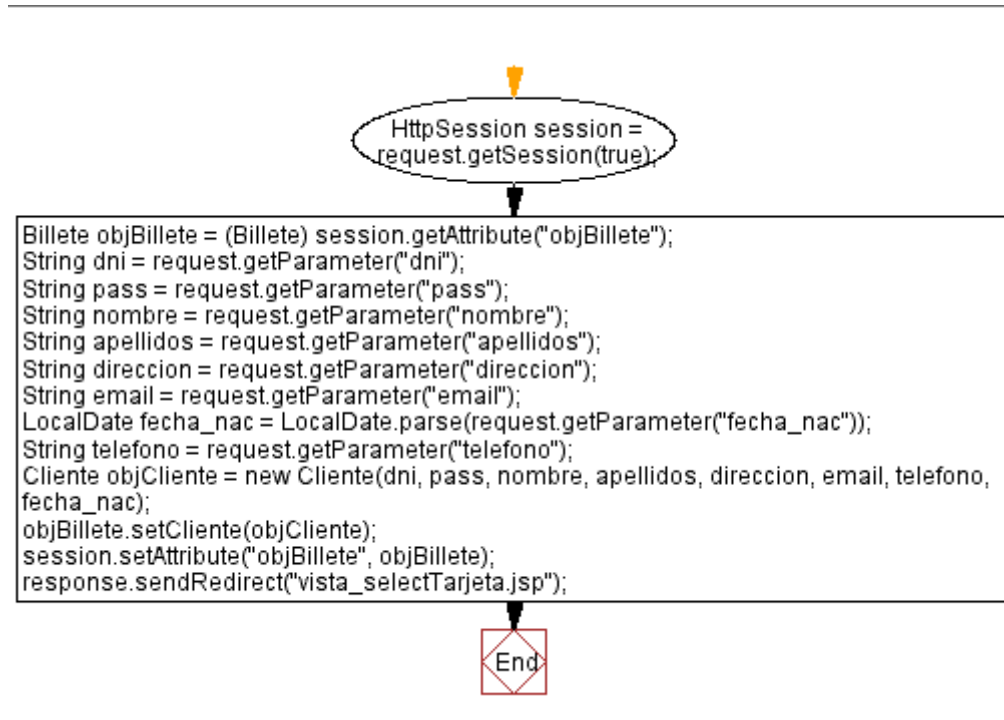 HttpSession session =
request.getSession(true);
Billete objBillete = (Billete) session.getAttribute("objBillete");
String dni = request.getParameter("dni");
String pass = request.getParameter("pass");
String nombre = request.getParameter("nombre");
String apellidos = request.getParameter("apellidos");
String direccion = request.getParameter("direccion");
String email = request.getParameter("email");
LocalDate fecha_nac = LocalDate.parse(request.getParameter("fecha_nac"));
String telefono = request.getParameter("telefono");
Cliente objCliente = new Cliente(dni, pass, nombre, apellidos, direccion, email, telefono,
fecha_nac);
objBillete.setCliente(objCliente);
session.setAttribute("objBillete", objBillete);
response.sendRedirect("vista_selectTarjeta.jsp");
End